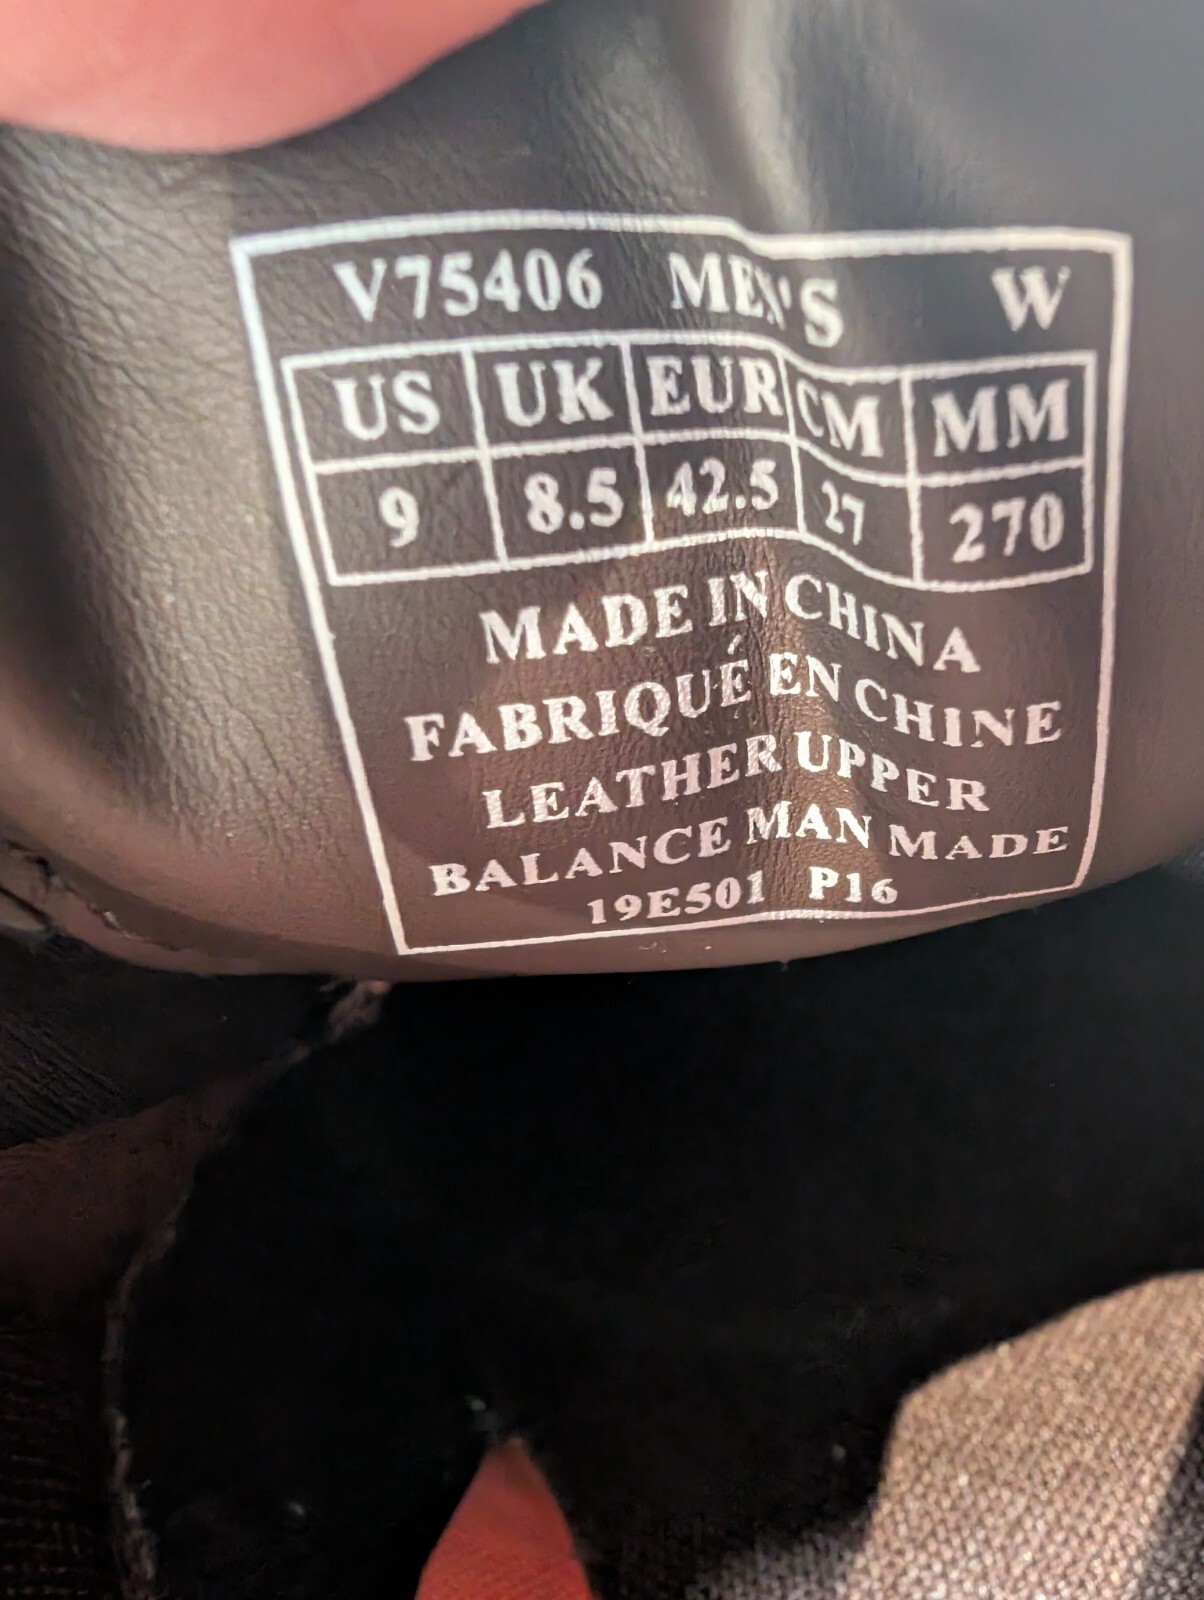 V75406 MEN'S W
US UK EUR CM MM
9 8.5 42.5 27 270
MADE IN CHINA
FABRIQUÉ EN CHINE
LEATHER UPPER
BALANCE MAN MADE
19E501 P16